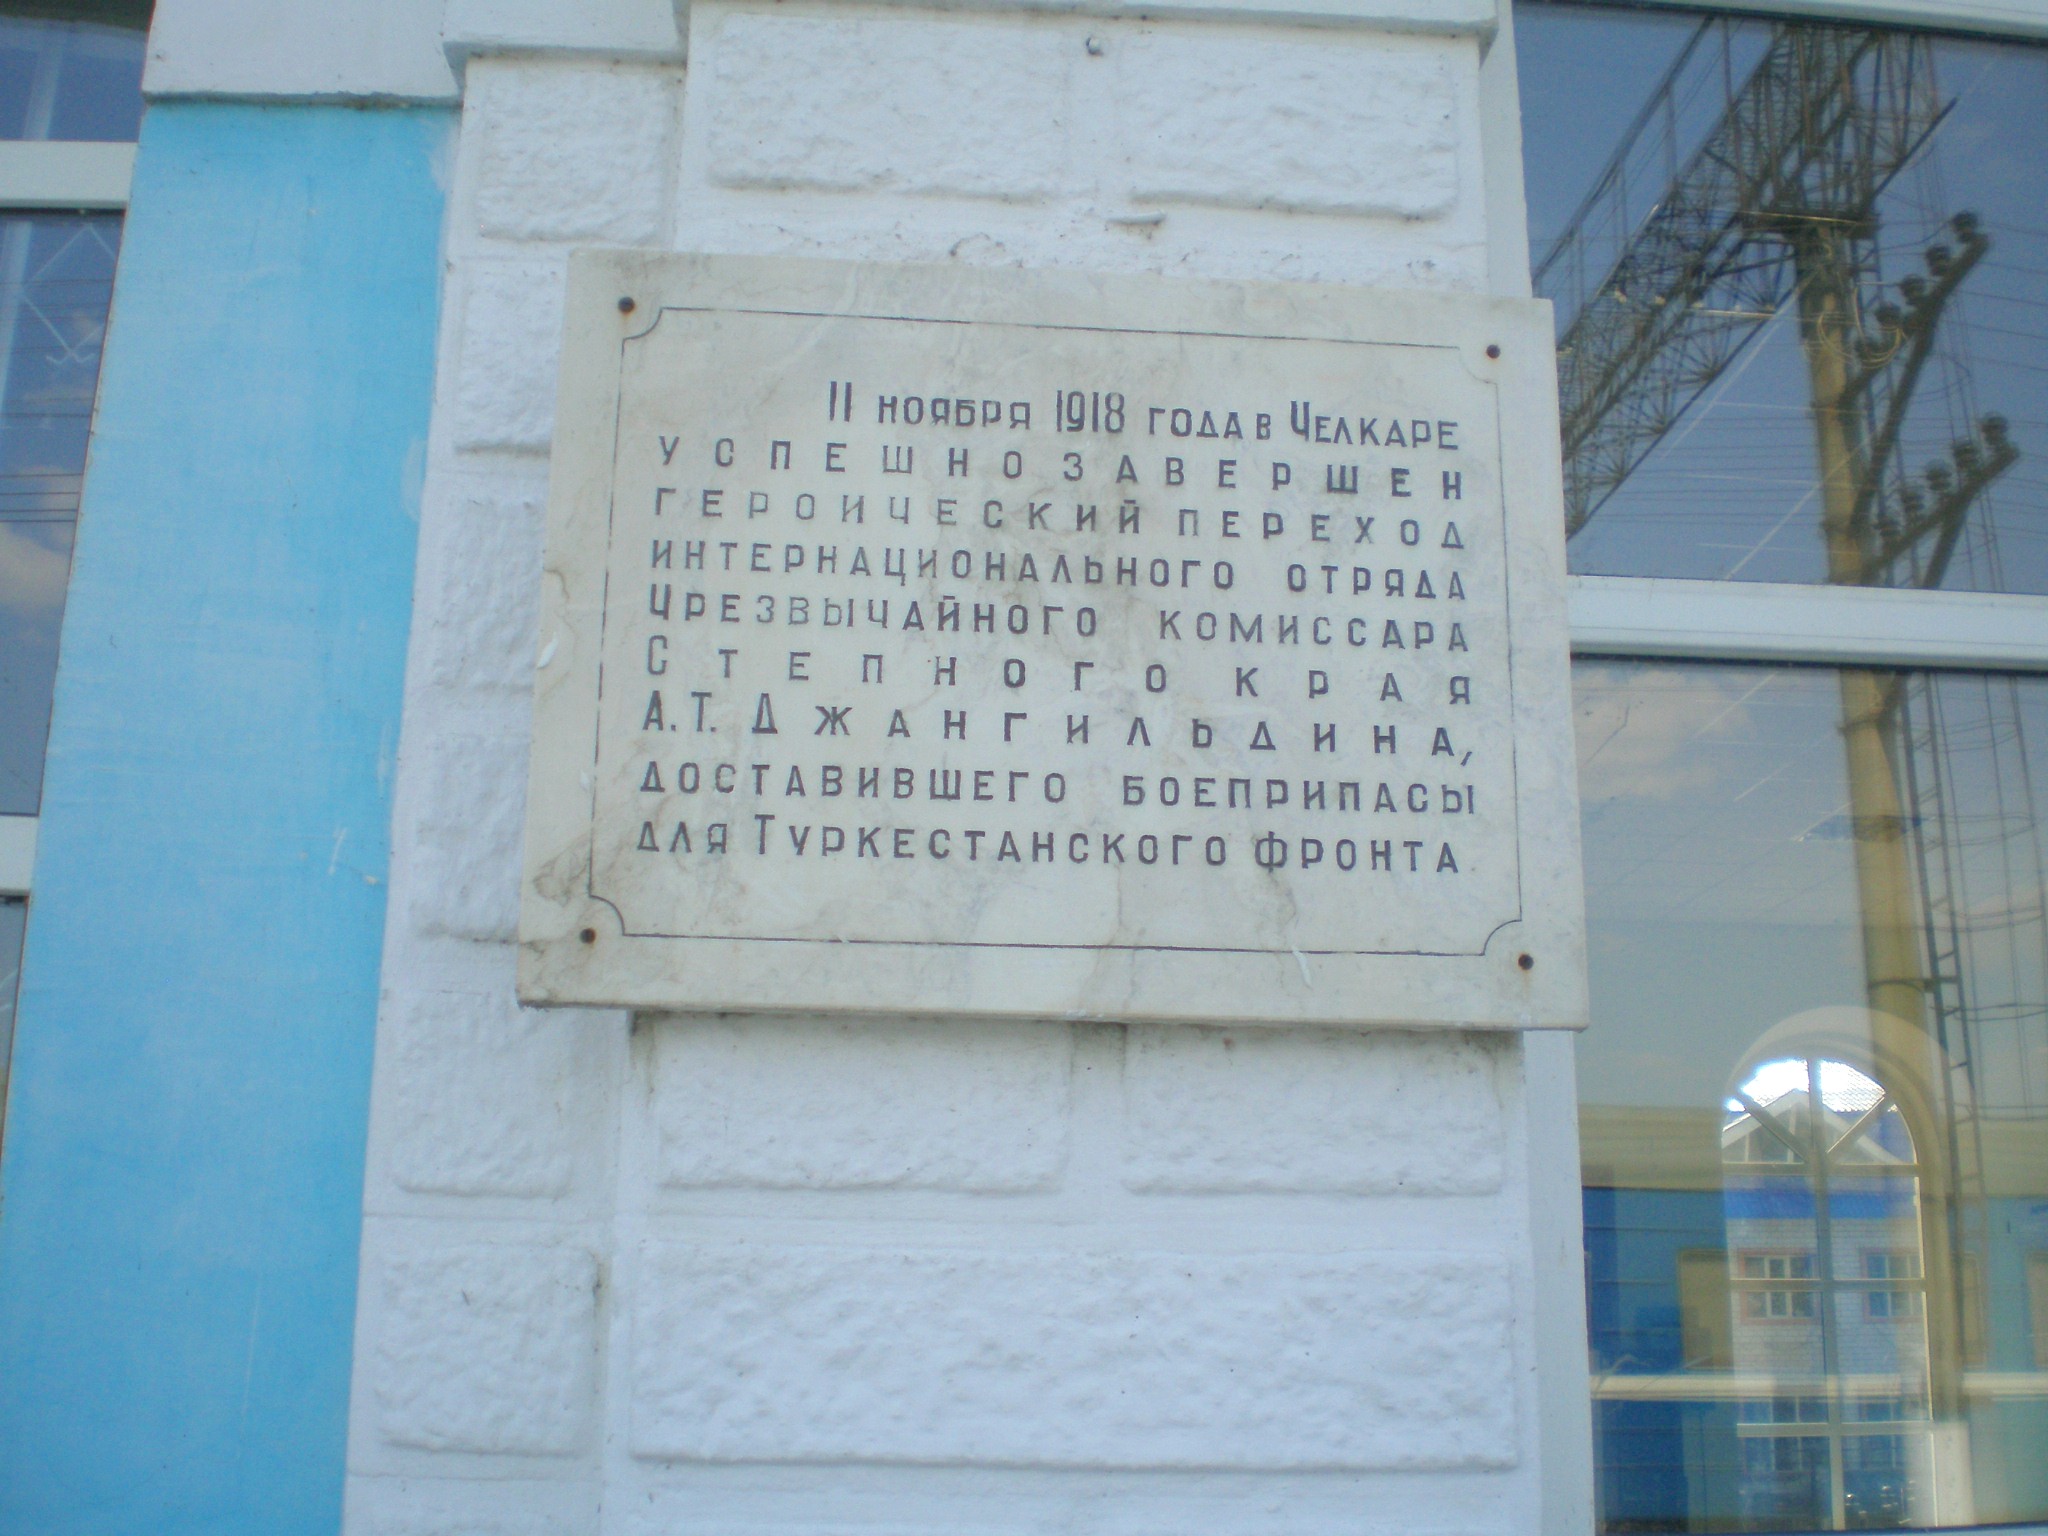 11 ноября 1918 года в Челкаре
успешно завершен
героический переход
интернационального отряда
Чрезвычайного комиссара
Степного края
А.Т. Джангильдина,
доставившего боеприпасы
для Туркестанского фронта.